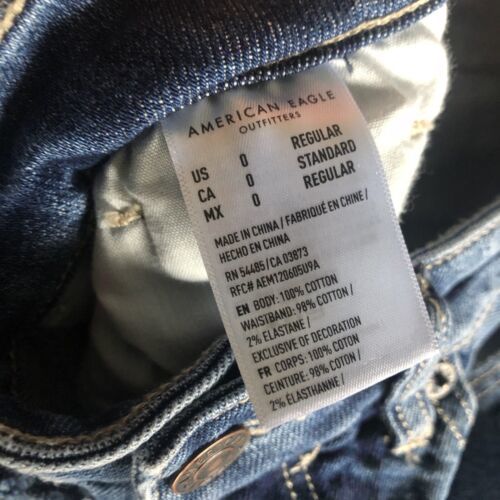 AMERICAN EAGLE
OUTFITTERS
US 0 REGULAR
CA 0 STANDARD
MX 0 REGULAR
MADE IN CHINA / FABRIQUÉ EN CHINE /
HECHO EN CHINA
RN 54485 / CA 03873
RFC# AEM120605U9A
EN BODY: 100% COTTON
WAISTBAND: 98% COTTON /
2% ELASTANE /
EXCLUSIVE OF DECORATION
FR CORPS: 100% COTON
CEINTURE: 98% COTON /
2% ÉLASTHANNE /